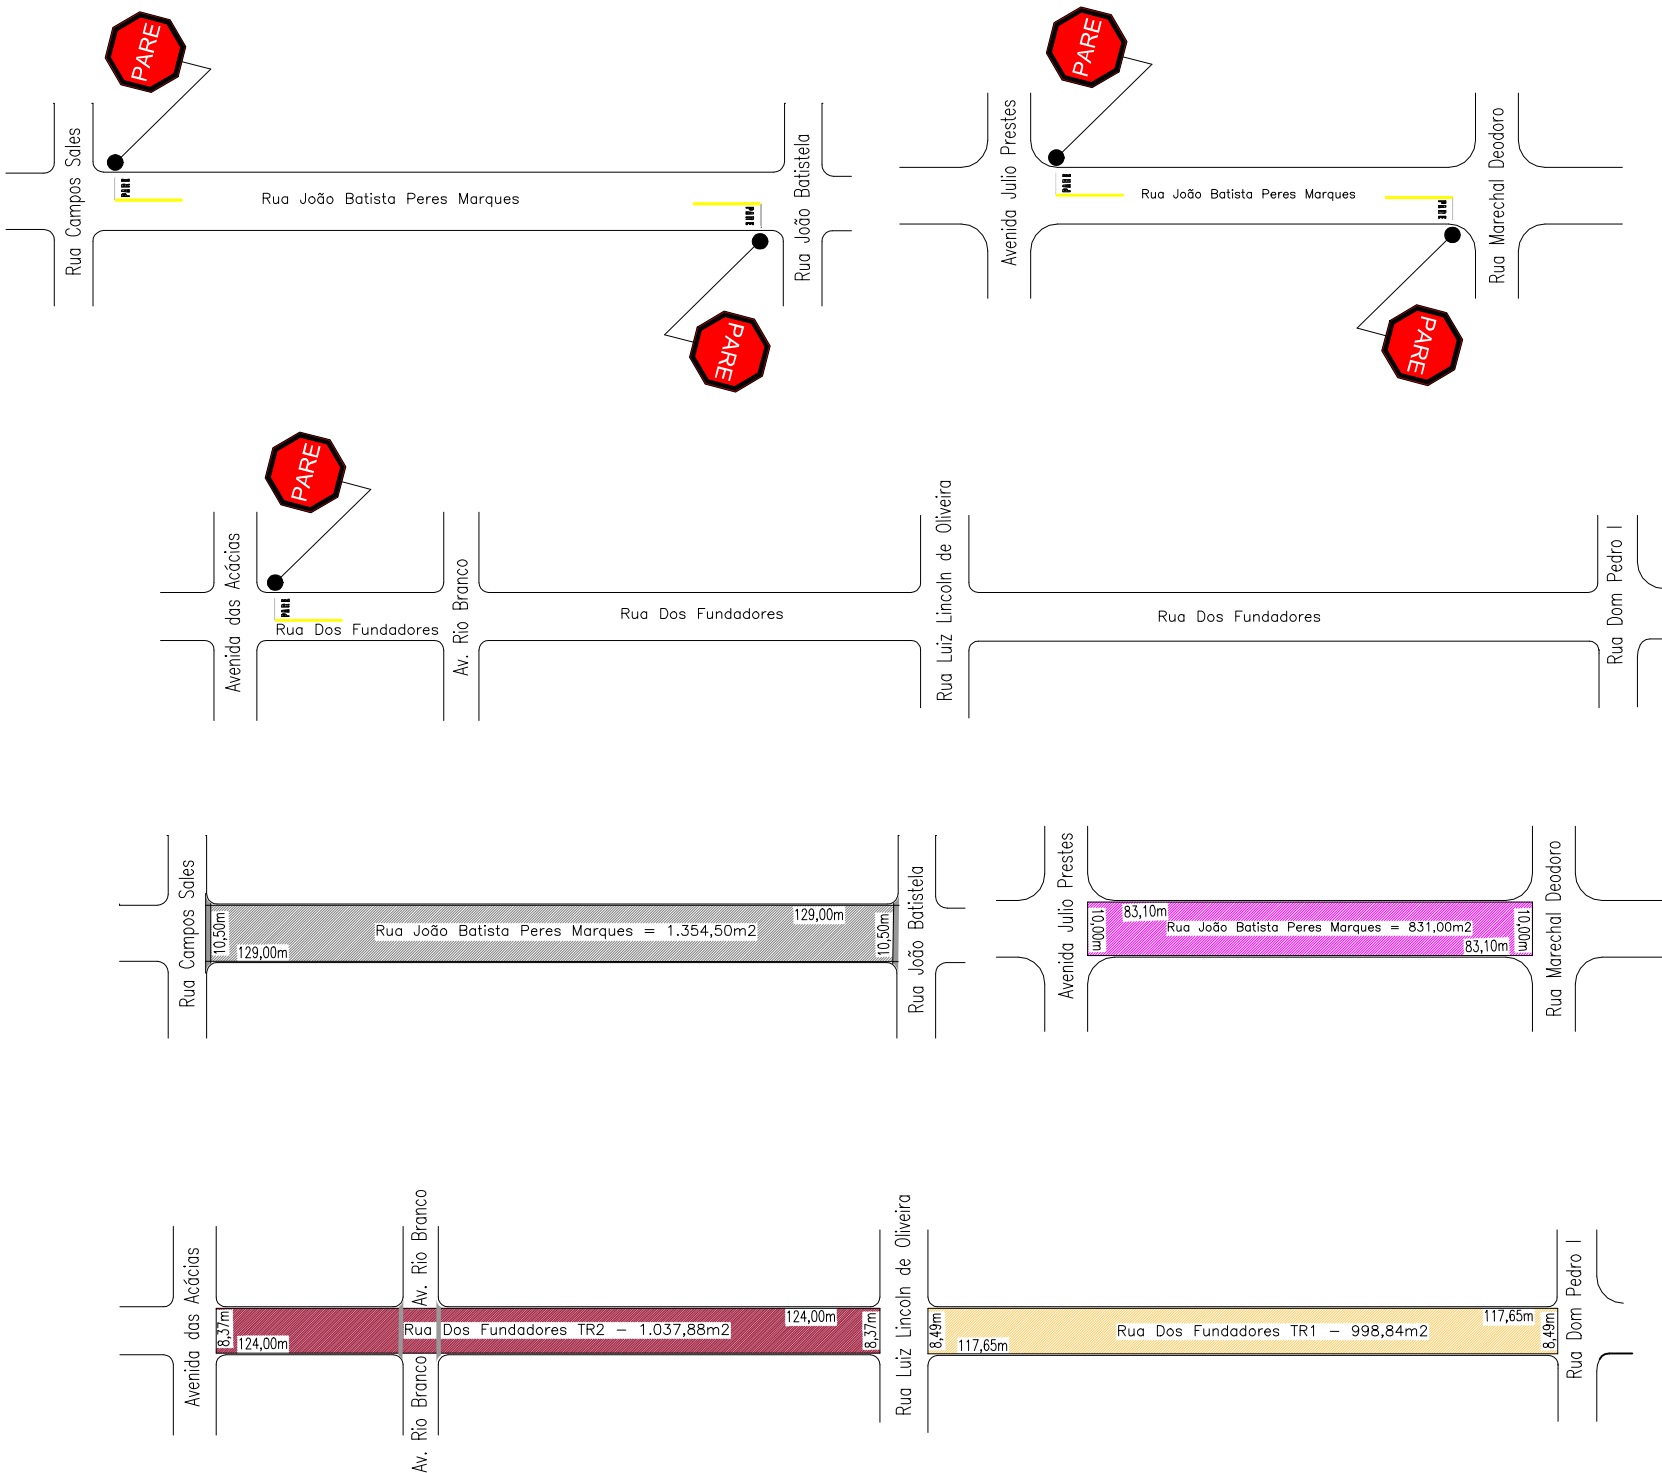 PARE
PARE
Rua Campos Sales
PARE
Rua João Batista Peres Marques
PARE
Rua João Batistela
PARE
Avenida Julio Prestes
PARE
Rua João Batista Peres Marques
PARE
Rua Marechal Deodoro
PARE
PARE
Avenida das Acácias
PARE
Rua Dos Fundadores
Av. Rio Branco
Rua Dos Fundadores
Rua Luiz Lincoln de Oliveira
Rua Dos Fundadores
Rua Dom Pedro I
Rua Campos Sales
10,50m
129,00m
Rua João Batista Peres Marques = 1.354,50m2
129,00m
10,50m
Rua João Batistela
Avenida Julio Prestes
10,00m
83,10m
Rua João Batista Peres Marques = 831,00m2
83,10m
10,00m
Rua Marechal Deodoro
Avenida das Acácias
8,37m
124,00m
Av. Rio Branco
Rua Dos Fundadores TR2 - 1.037,88m2
Av. Rio Branco
124,00m
8,37m
Rua Luiz Lincoln de Oliveira
8,49m
117,65m
Rua Dos Fundadores TR1 - 998,84m2
117,65m
8,49m
Rua Dom Pedro I